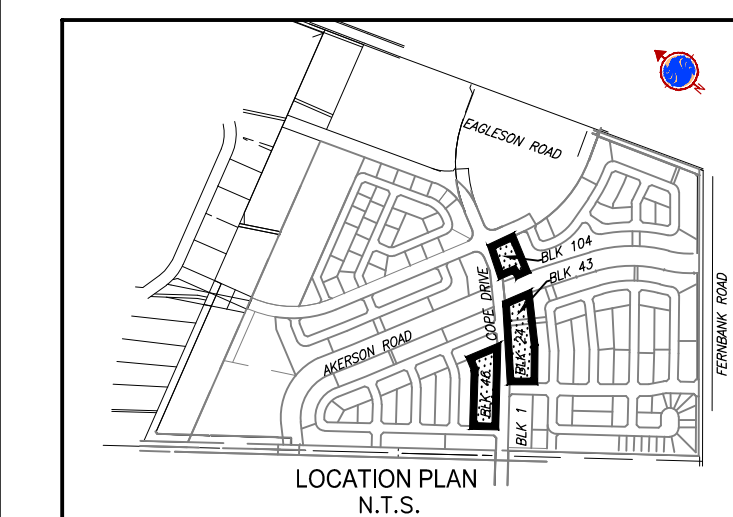 N
EAGLESON ROAD
BLK 104
BLK 43
COPE DRIVE
FERNBANK ROAD
AKERSON ROAD
BLK 24
BLK 46
BLK 1
LOCATION PLAN
N.T.S.